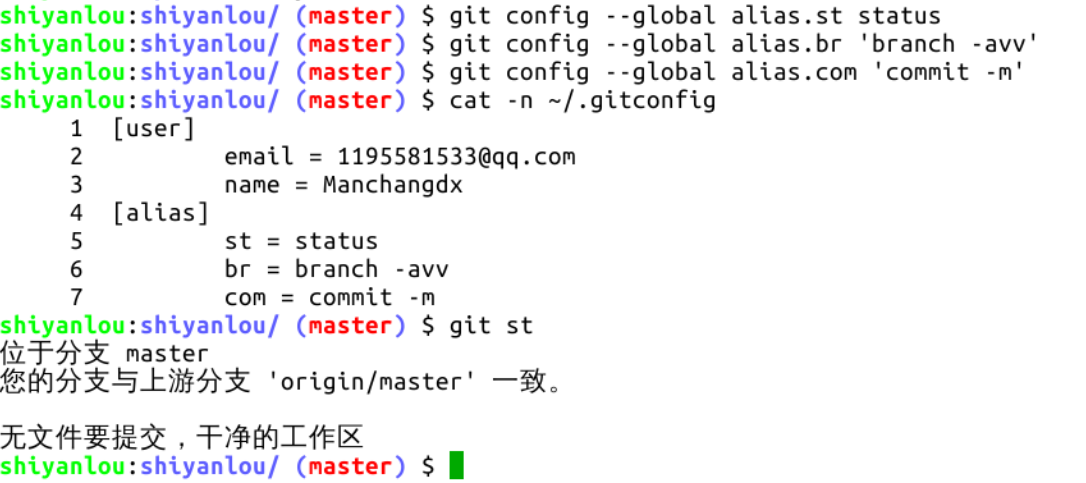 shiyanlou:shiyanlou/ (master) $ git config --global alias.st status
shiyanlou:shiyanlou/ (master) $ git config --global alias.br 'branch -avv'
shiyanlou:shiyanlou/ (master) $ git config --global alias.com 'commit -m'
shiyanlou:shiyanlou/ (master) $ cat -n ~/.gitconfig
     1  [user]
     2          email = 1195581533@qq.com
     3          name = Manchangdx
     4  [alias]
     5          st = status
     6          br = branch -avv
     7          com = commit -m
shiyanlou:shiyanlou/ (master) $ git st
位于分支 master
您的分支与上游分支 'origin/master' 一致。
无文件要提交，干净的工作区
shiyanlou:shiyanlou/ (master) $